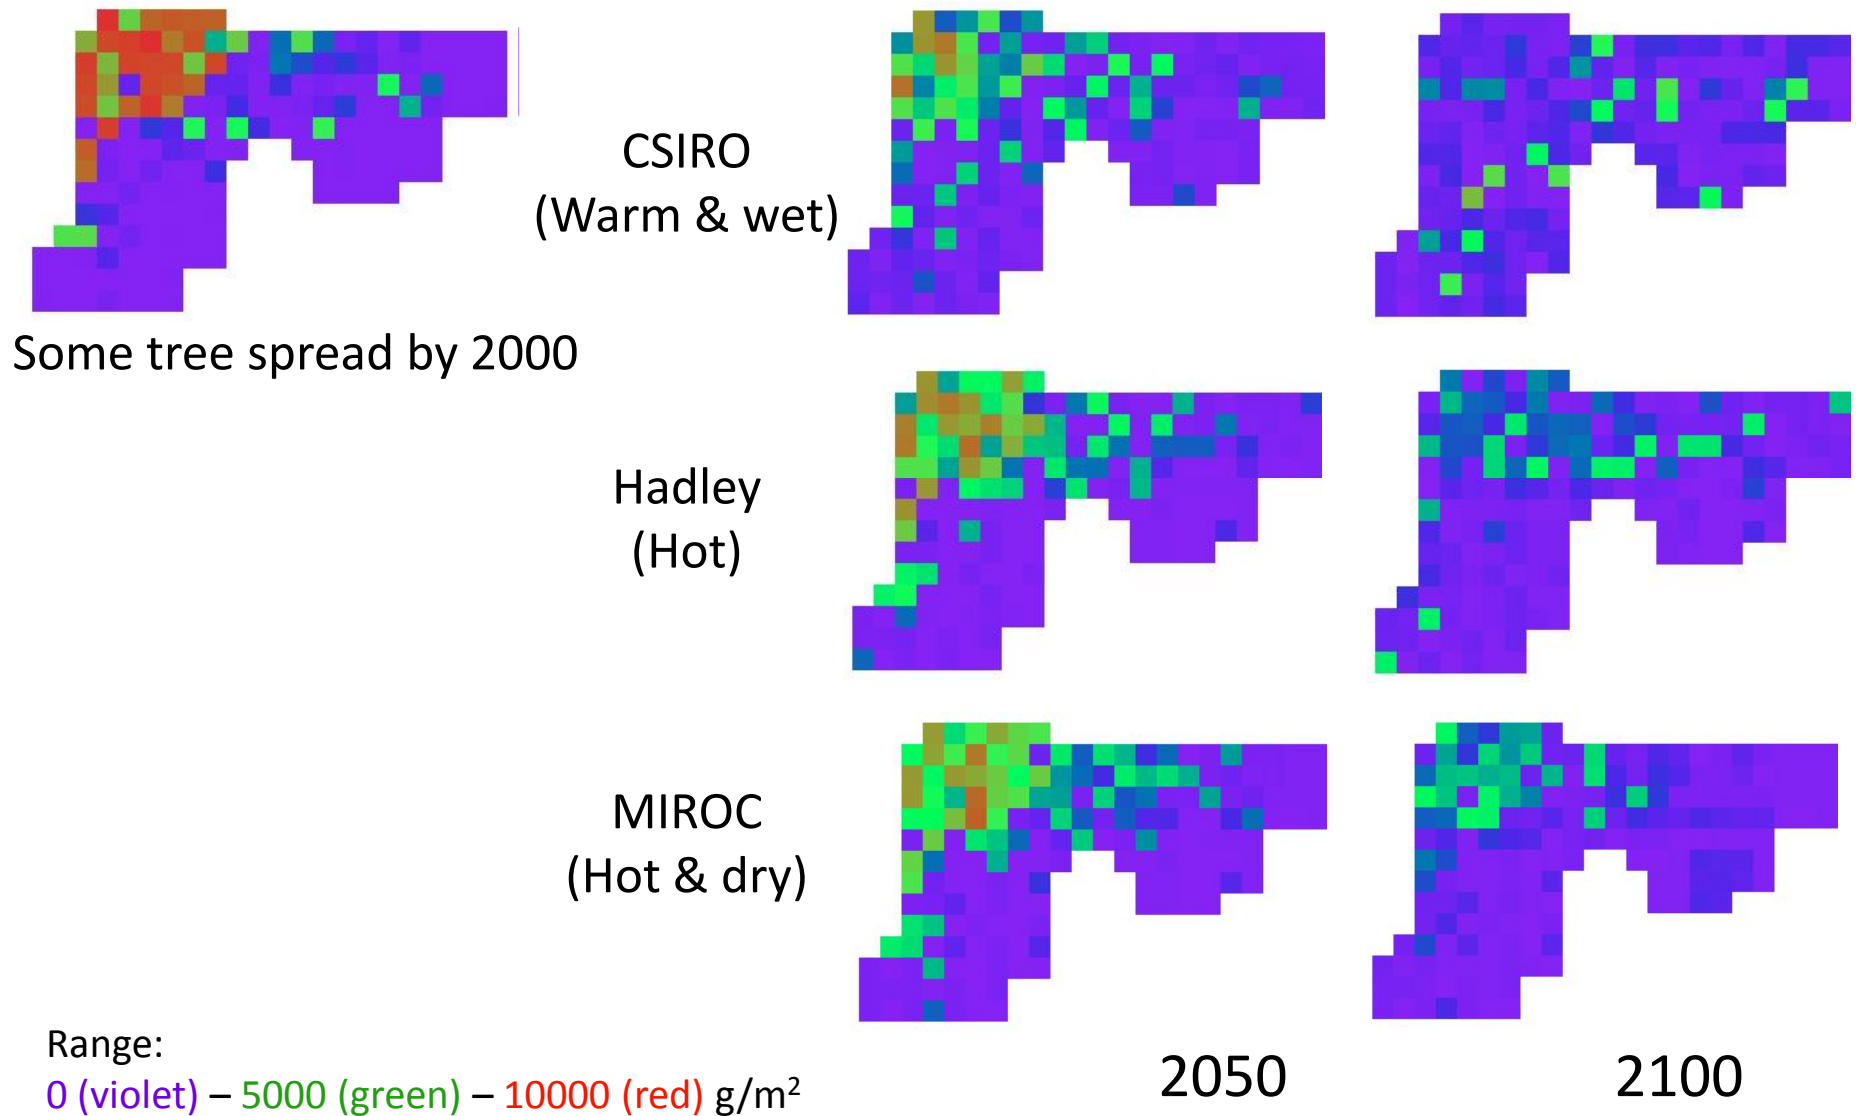 CSIRO
(Warm & wet)
Some tree spread by 2000
Hadley
(Hot)
MIROC
(Hot & dry)
Range:
0 (violet) – 5000 (green) – 10000 (red) g/m²
2050
2100